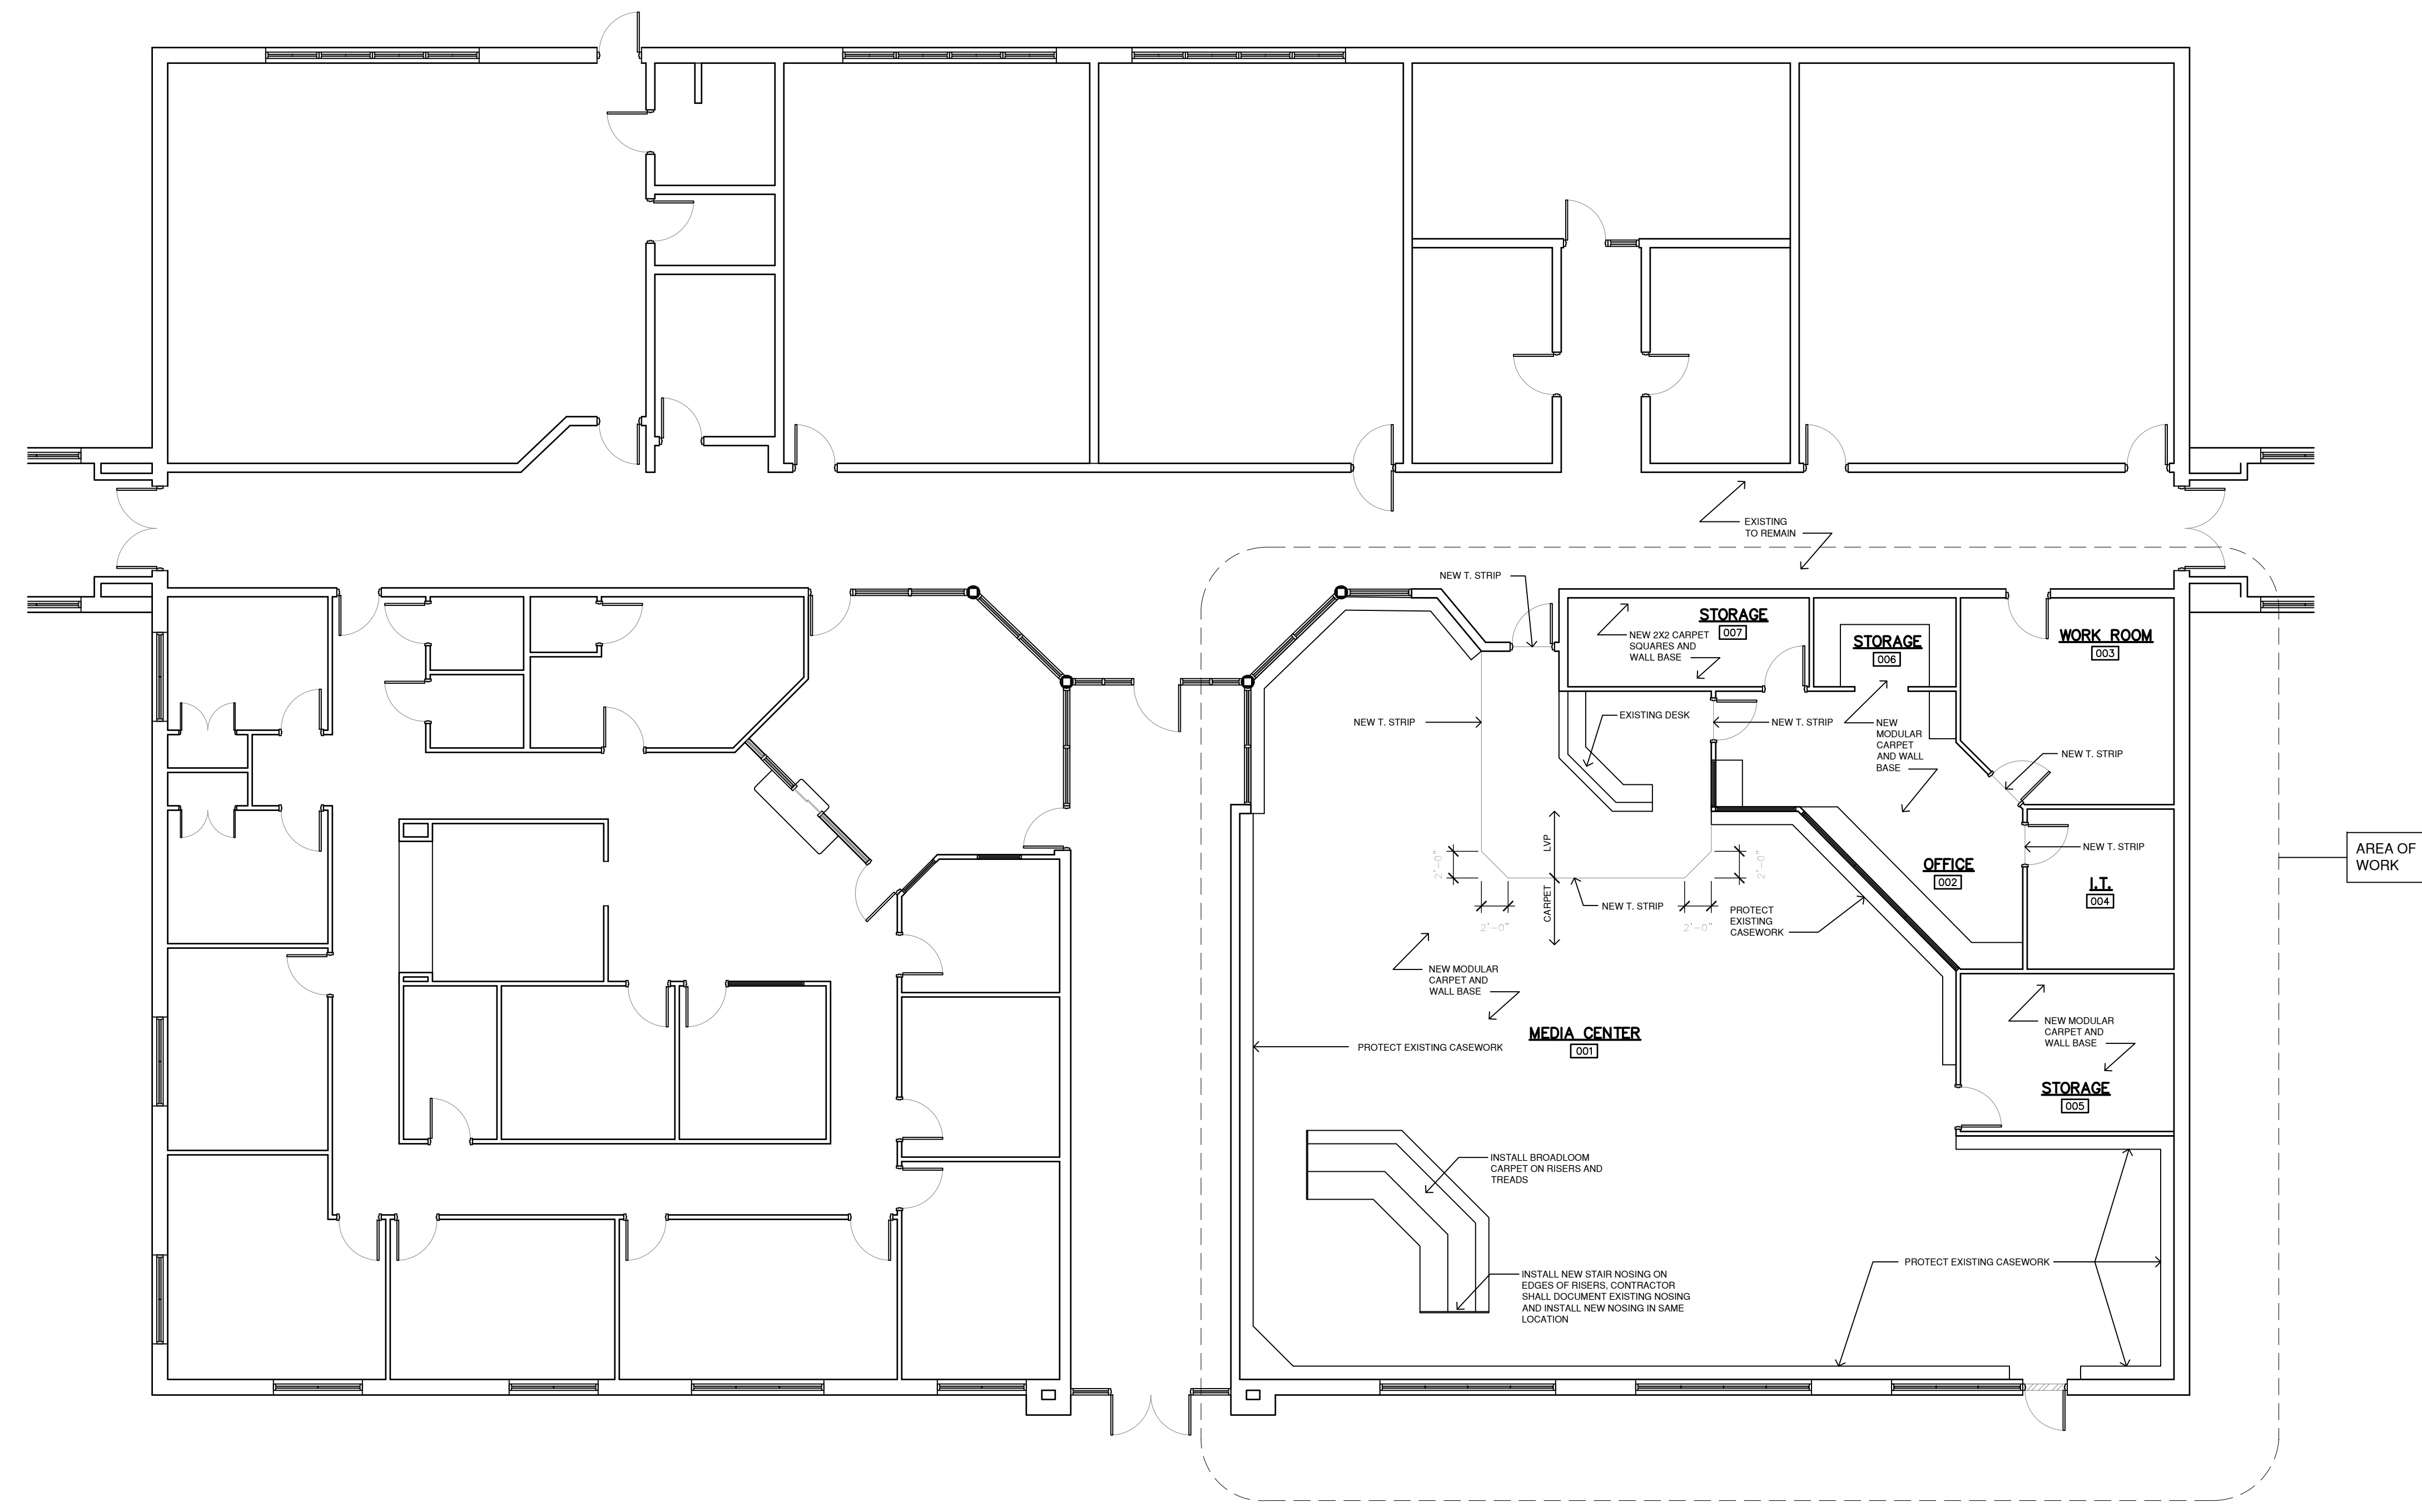 EXISTING
TO REMAIN
NEW T. STRIP
STORAGE
007
NEW 2X2 CARPET
SQUARES AND
WALL BASE
STORAGE
006
WORK ROOM
003
NEW T. STRIP
EXISTING DESK
NEW T. STRIP
NEW
MODULAR
CARPET
AND WALL
BASE
NEW T. STRIP
LVP
CARPET
2'-0"
2'-0"
2'-0"
2'-0"
NEW T. STRIP
PROTECT
EXISTING
CASEWORK
OFFICE
002
NEW T. STRIP
I.T.
004
AREA OF
WORK
NEW MODULAR
CARPET AND
WALL BASE
MEDIA CENTER
001
PROTECT EXISTING CASEWORK
NEW MODULAR
CARPET AND
WALL BASE
STORAGE
005
INSTALL BROADLOOM
CARPET ON RISERS AND
TREADS
PROTECT EXISTING CASEWORK
INSTALL NEW STAIR NOSING ON
EDGES OF RISERS, CONTRACTOR
SHALL DOCUMENT EXISTING NOSING
AND INSTALL NEW NOSING IN SAME
LOCATION